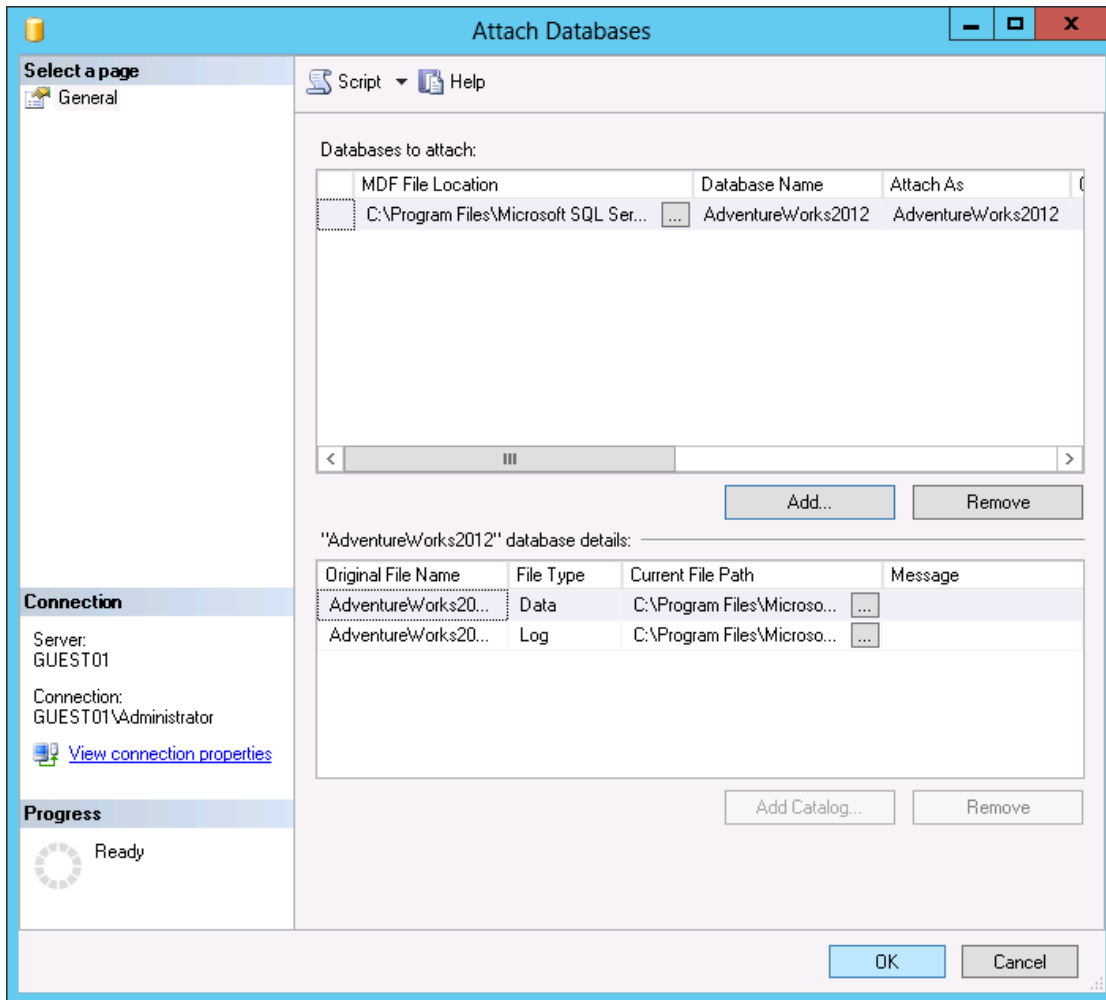 Attach Databases
Select a page
General
Script Help
Databases to attach:
MDF File Location Database Name Attach As
C:\Program Files\Microsoft SQL Ser... ... AdventureWorks2012 AdventureWorks2012
Add... Remove
"AdventureWorks2012" database details:
Original File Name File Type Current File Path Message
AdventureWorks20... Data C:\Program Files\Microso... ...
AdventureWorks20... Log C:\Program Files\Microso... ...
Add Catalog... Remove
Connection
Server:
GUEST01
Connection:
GUEST01\Administrator
View connection properties
Progress
Ready
OK Cancel